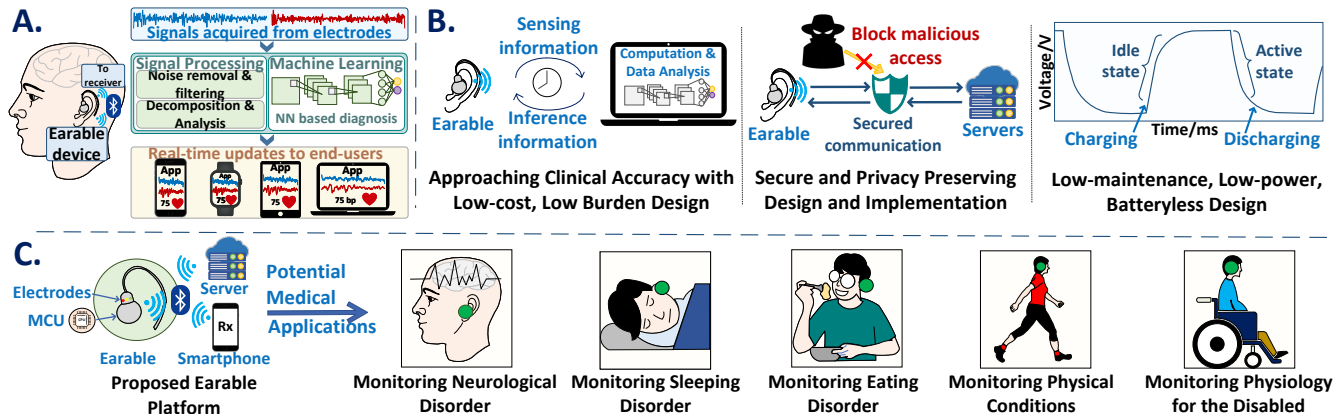 A.
Signals acquired from electrodes
To
receiver
Earable
device
Signal Processing
Noise removal &
filtering
Decomposition &
Analysis
Machine Learning
NN based diagnosis
Real-time updates to end-users
App
75
App
75
App
75
App
75 bp
B.
Sensing
information
Earable
Inference
information
Computation &
Data Analysis
Approaching Clinical Accuracy with
Low-cost, Low Burden Design
Block malicious
access
Earable
Secured
communication
Servers
Secure and Privacy Preserving
Design and Implementation
Voltage/V
Idle
state
Active
state
Charging
Time/ms
Discharging
Low-maintenance, Low-power,
Batteryless Design
C.
Electrodes
MCU
CPU
Earable
Server
Rx
Smartphone
Proposed Earable
Platform
Potential
Medical
Applications
Monitoring Neurological
Disorder
Monitoring Sleeping
Disorder
Monitoring Eating
Disorder
Monitoring Physical
Conditions
Monitoring Physiology
for the Disabled